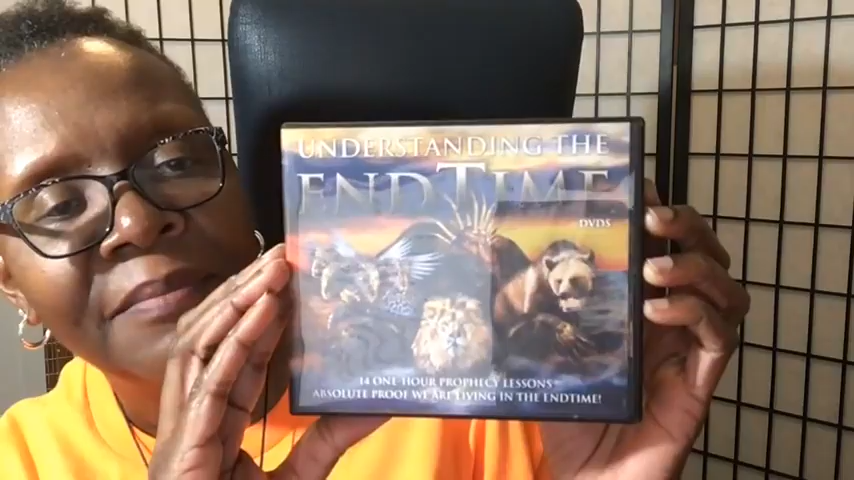 UNDERSTANDING THE
ENDTIME
DVDS
14 ONE-HOUR PROPHECY LESSONS
ABSOLUTE PROOF WE ARE LIVING IN THE ENDTIME!